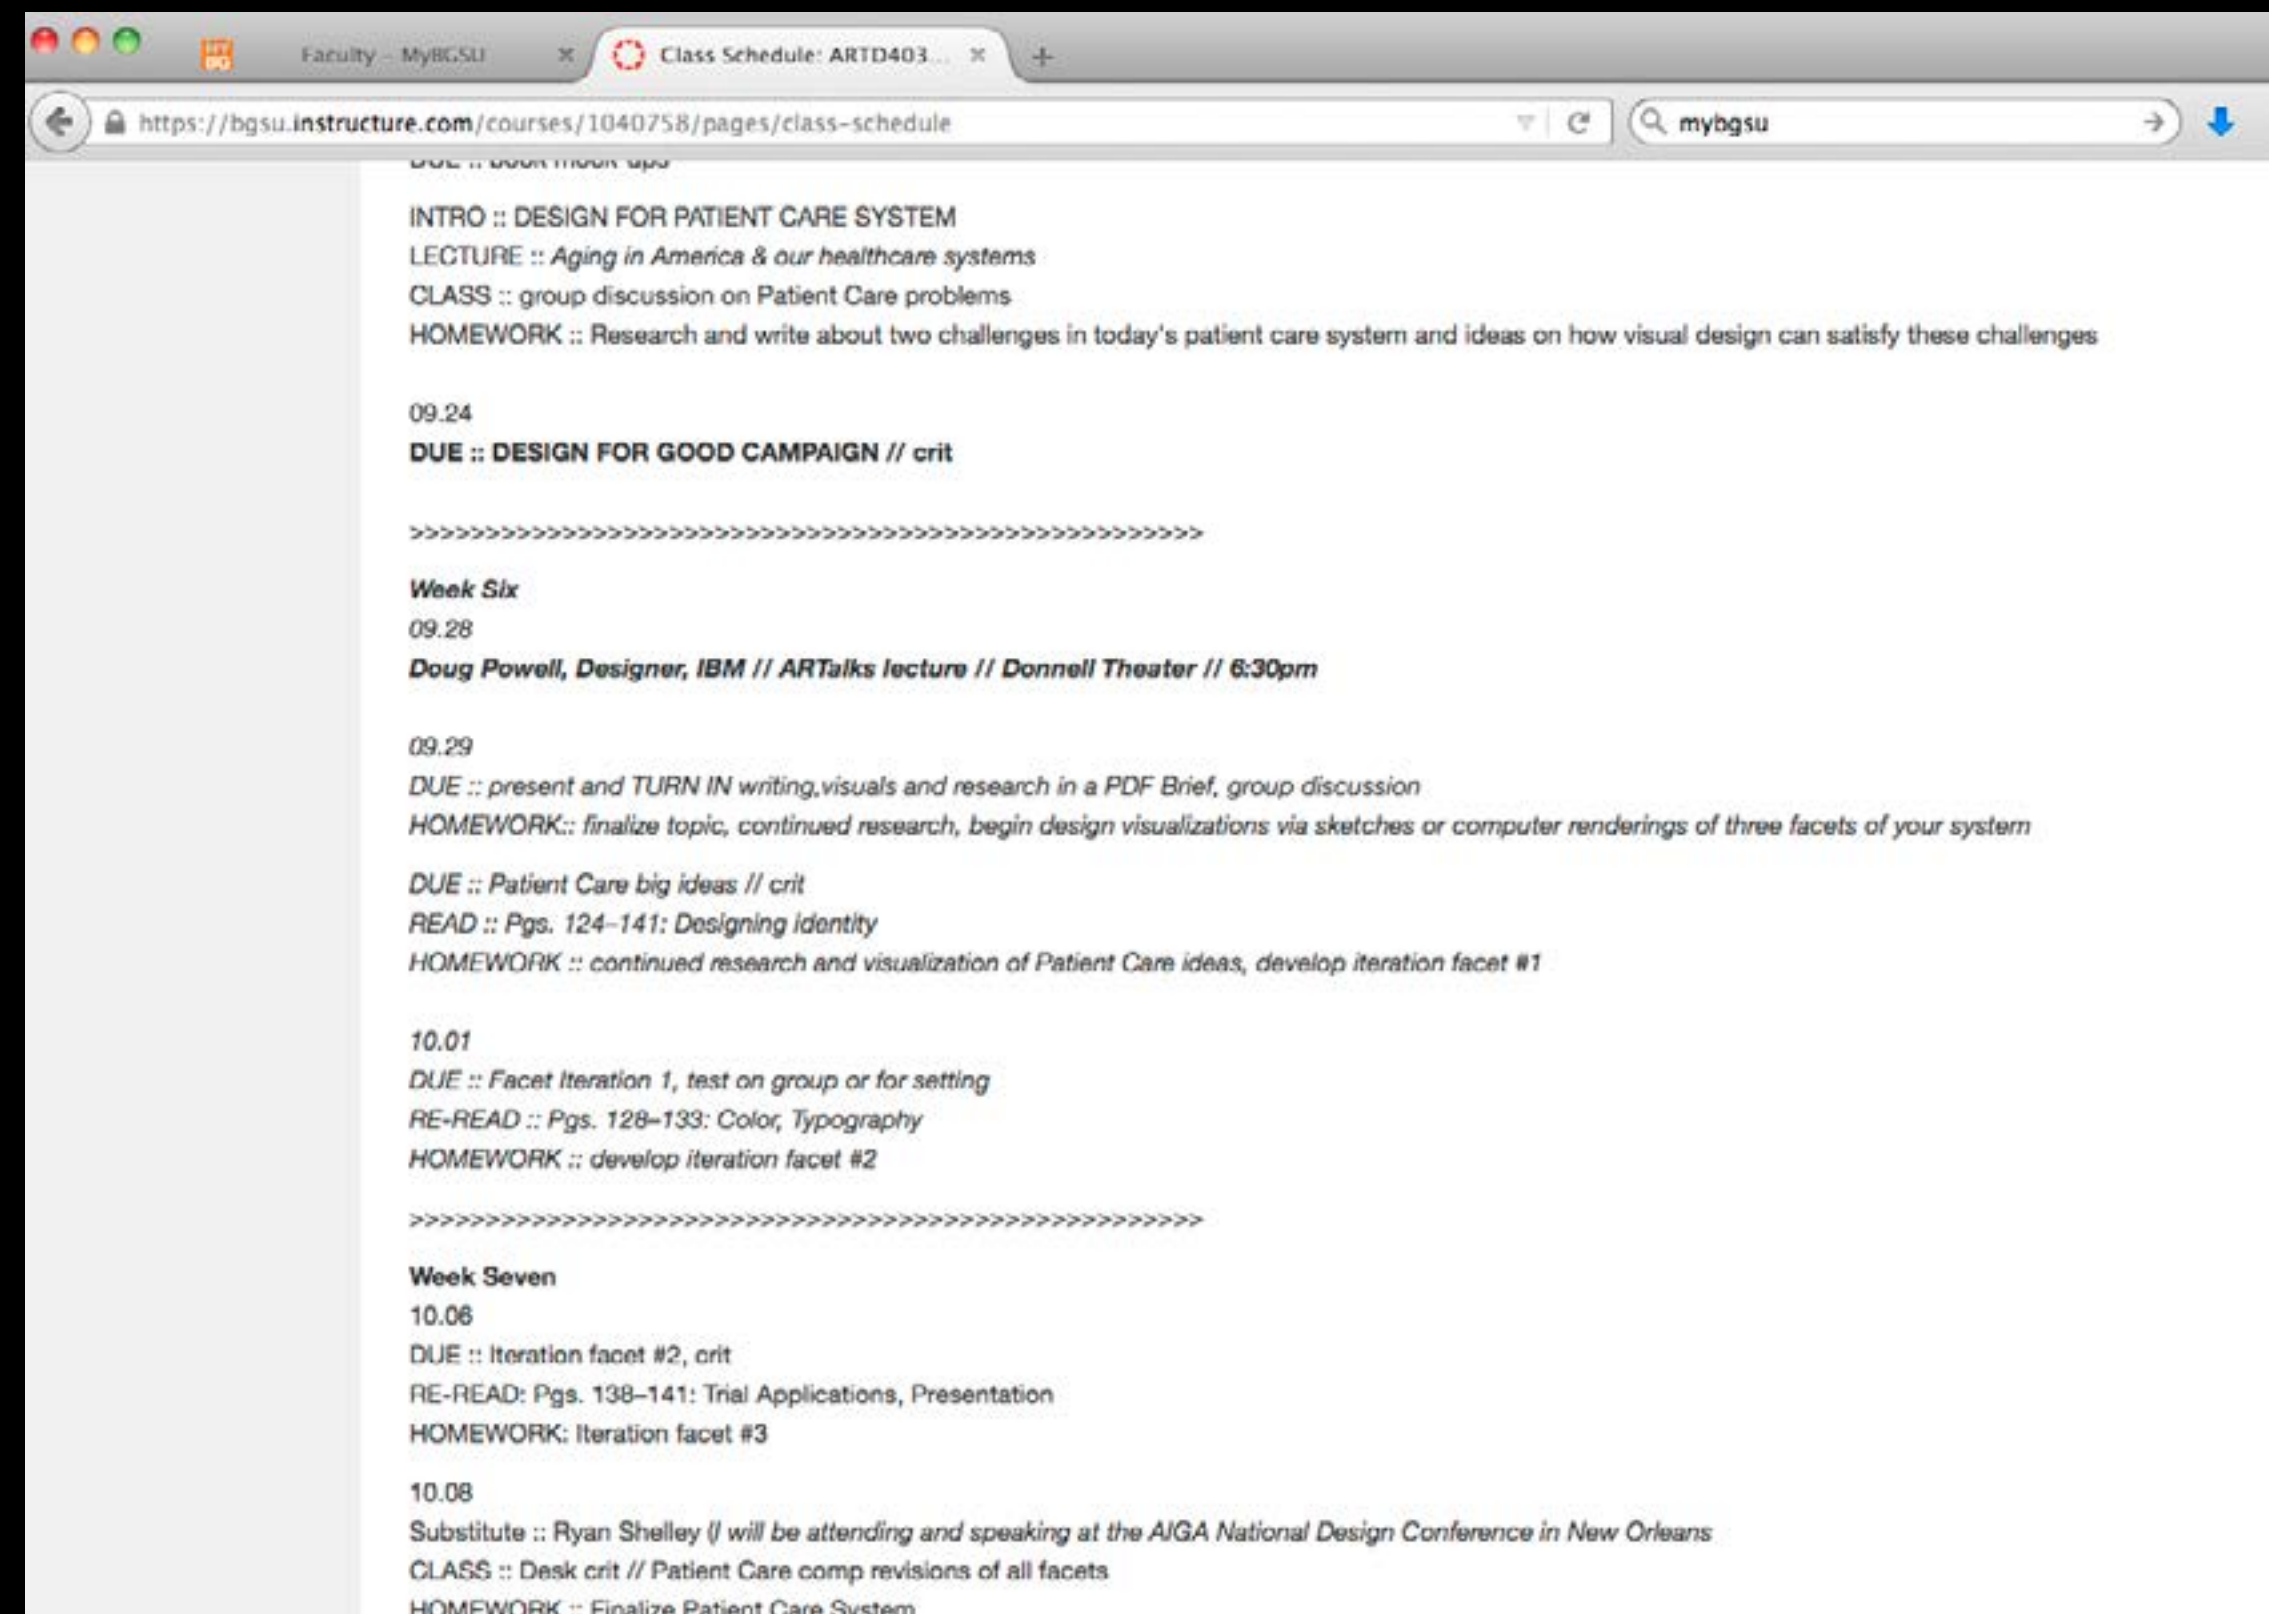 Faculty - MyBGSU
Class Schedule: ARTD403...
https://bgsu.instructure.com/courses/1040758/pages/class-schedule
mybgsu
DUE :: book mock-ups
INTRO :: DESIGN FOR PATIENT CARE SYSTEM
LECTURE :: Aging in America & our healthcare systems
CLASS :: group discussion on Patient Care problems
HOMEWORK :: Research and write about two challenges in today's patient care system and ideas on how visual design can satisfy these challenges
09.24
DUE :: DESIGN FOR GOOD CAMPAIGN // crit
>>>>>>>>>>>>>>>>>>>>>>>>>>>>>>>>>>>>>>>>>>>>>>>>>>>>
Week Six
09.28
Doug Powell, Designer, IBM // ARTalks lecture // Donnell Theater // 6:30pm
09.29
DUE :: present and TURN IN writing,visuals and research in a PDF Brief, group discussion
HOMEWORK:: finalize topic, continued research, begin design visualizations via sketches or computer renderings of three facets of your system
DUE :: Patient Care big ideas // crit
READ :: Pgs. 124–141: Designing identity
HOMEWORK :: continued research and visualization of Patient Care ideas, develop iteration facet #1
10.01
DUE :: Facet Iteration 1, test on group or for setting
RE-READ :: Pgs. 128–133: Color, Typography
HOMEWORK :: develop iteration facet #2
>>>>>>>>>>>>>>>>>>>>>>>>>>>>>>>>>>>>>>>>>>>>>>>>>>>>
Week Seven
10.06
DUE :: Iteration facet #2, crit
RE-READ: Pgs. 138–141: Trial Applications, Presentation
HOMEWORK: Iteration facet #3
10.08
Substitute :: Ryan Shelley (I will be attending and speaking at the AIGA National Design Conference in New Orleans
CLASS :: Desk crit // Patient Care comp revisions of all facets
HOMEWORK :: Finalize Patient Care System